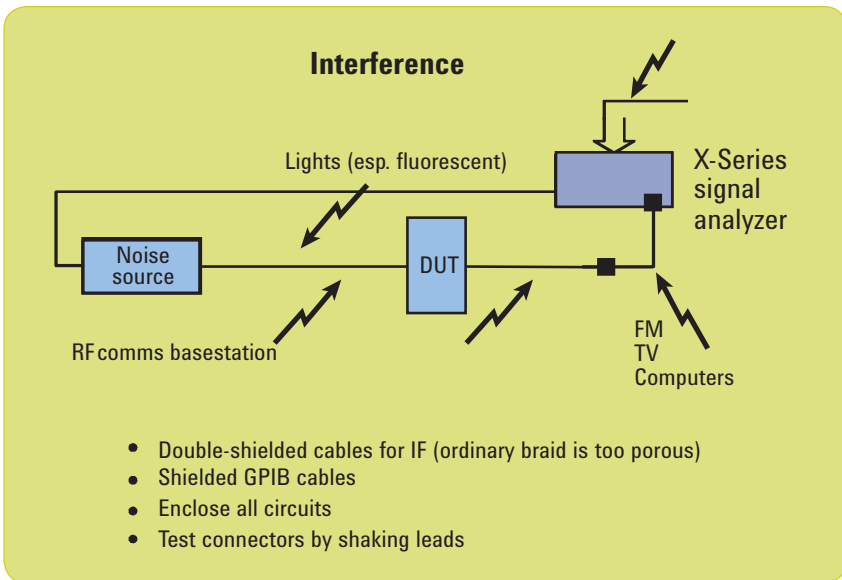 Interference
Lights (esp. fluorescent)
X-Series
signal
analyzer
Noise
source
DUT
RF comms basestation
FM
TV
Computers
• Double-shielded cables for IF (ordinary braid is too porous)
• Shielded GPIB cables
• Enclose all circuits
• Test connectors by shaking leads